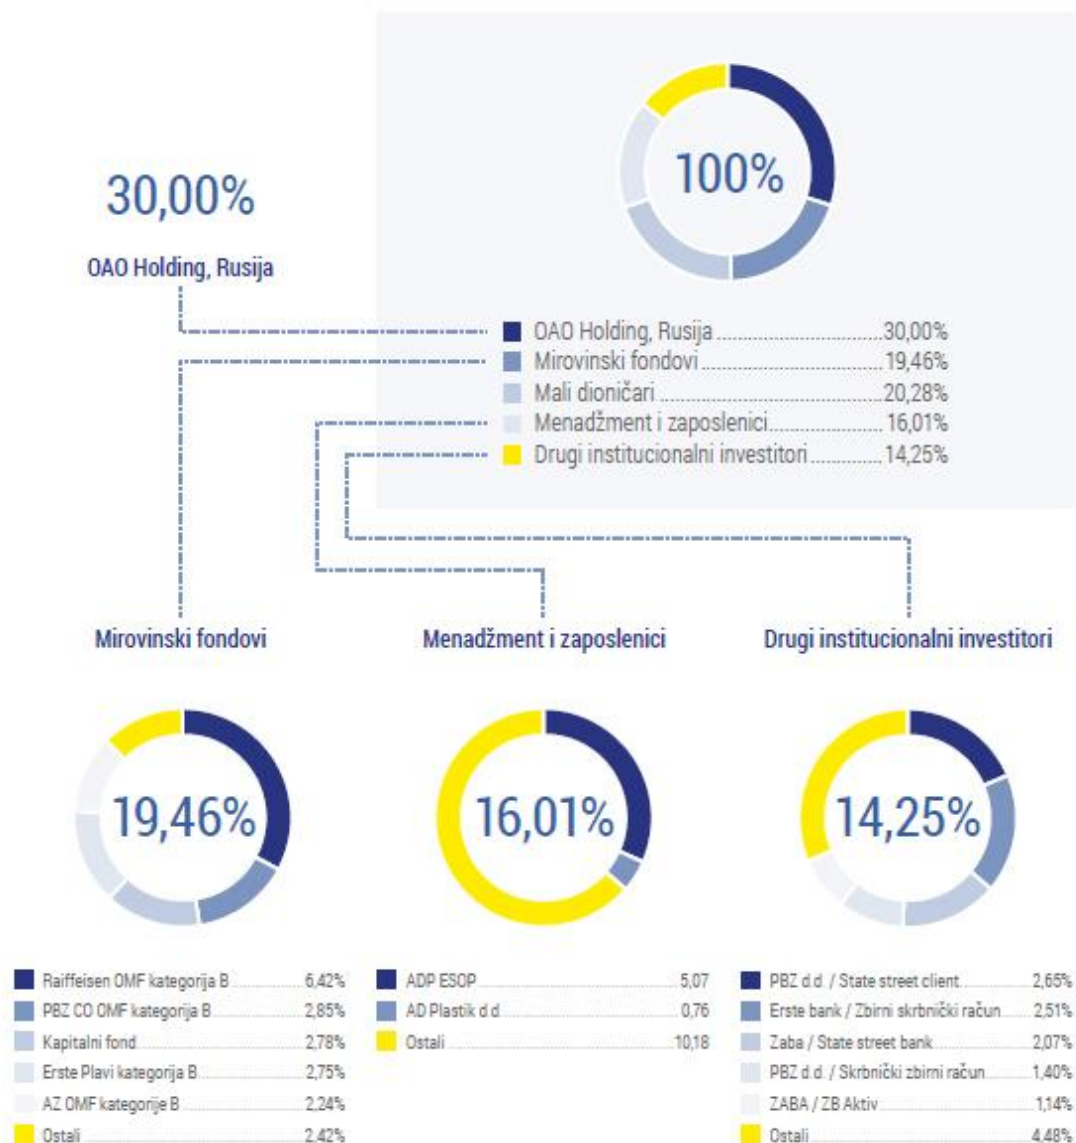 100%
30,00%
OAO Holding, Rusija
OAO Holding, Rusija 30,00%
Mirovinski fondovi 19,46%
Mali dioničari 20,28%
Menadžment i zaposlenici 16,01%
Drugi institucionalni investitori 14,25%
Mirovinski fondovi
19,46%
Raiffeisen OMF kategorija B 6,42%
PBZ CO OMF kategorija B 2,85%
Kapitalni fond 2,78%
Erste Plavi kategorija B 2,75%
AZ OMF kategorije B 2,24%
Ostali 2,42%
Menadžment i zaposlenici
16,01%
ADP ESOP 5,07
AD Plastik d.d. 0,76
Ostali 10,18
Drugi institucionalni investitori
14,25%
PBZ d.d. / State street client 2,65%
Erste bank / Zbirni skrbnički račun 2,51%
Zaba / State street bank 2,07%
PBZ d.d. / Skrbnički zbirni račun 1,40%
ZABA / ZB Aktiv 1,14%
Ostali 4,48%